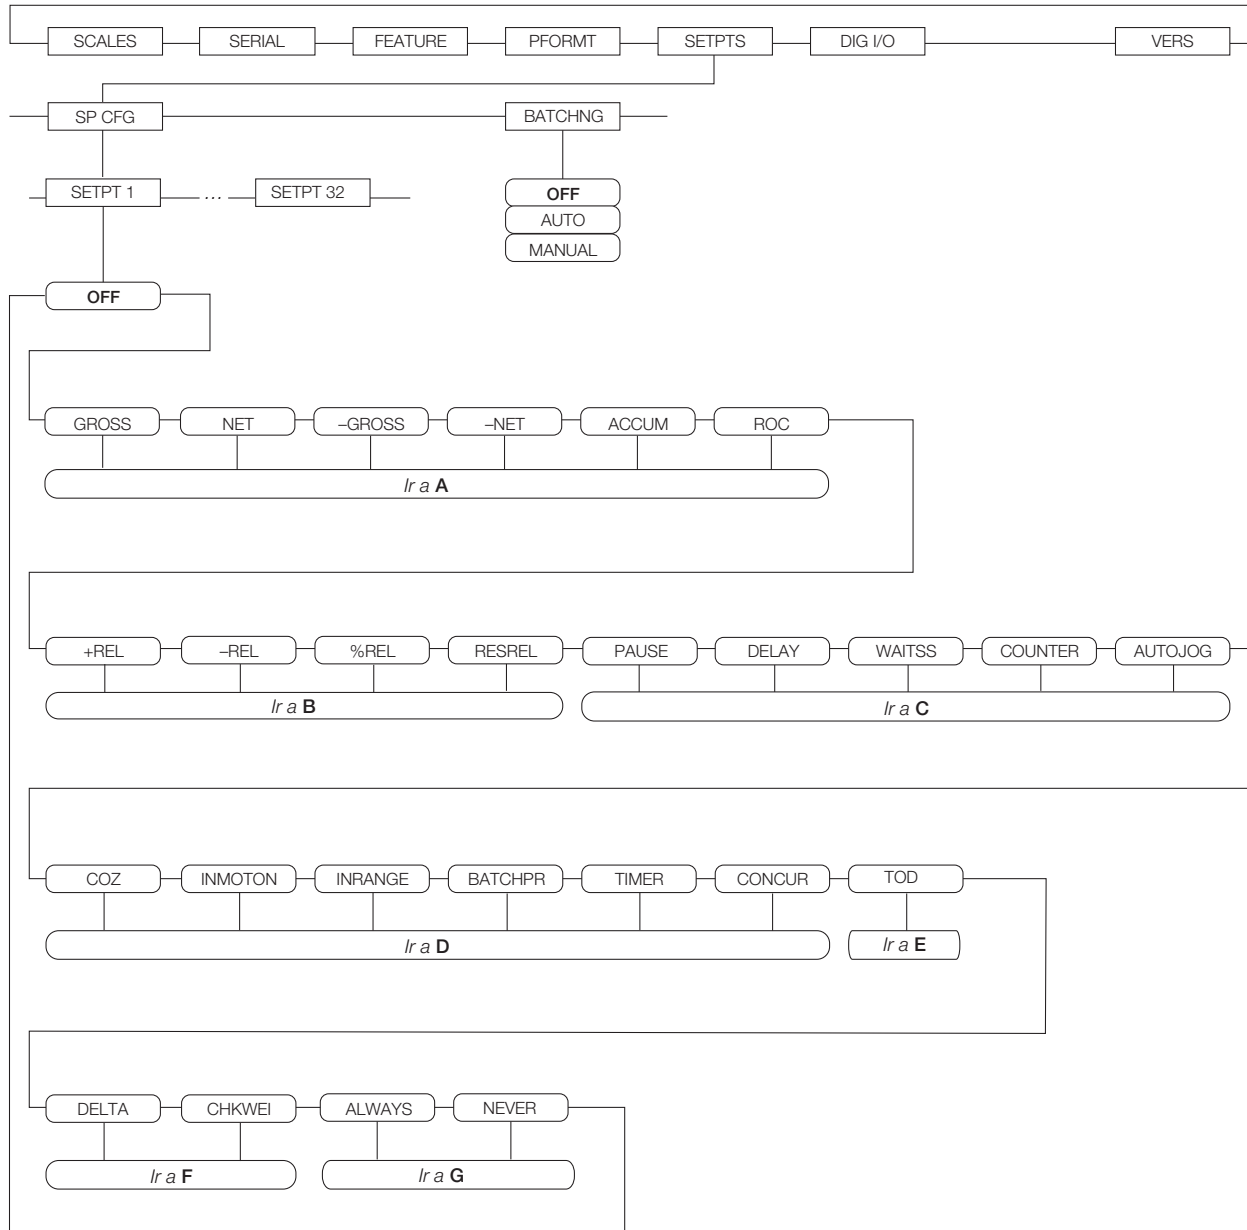 SCALES SERIAL FEATURE PFORMT SETPTS DIG I/O VERS
SP CFG BATCHNG
SETPT 1 ... SETPT 32 OFF
AUTO
MANUAL
OFF
GROSS NET –GROSS –NET ACCUM ROC
Ir a A
+REL –REL %REL RESREL PAUSE DELAY WAITSS COUNTER AUTOJOG
Ir a B Ir a C
COZ INMOTON INRANGE BATCHPR TIMER CONCUR TOD
Ir a D Ir a E
DELTA CHKWEI ALWAYS NEVER
Ir a F Ir a G